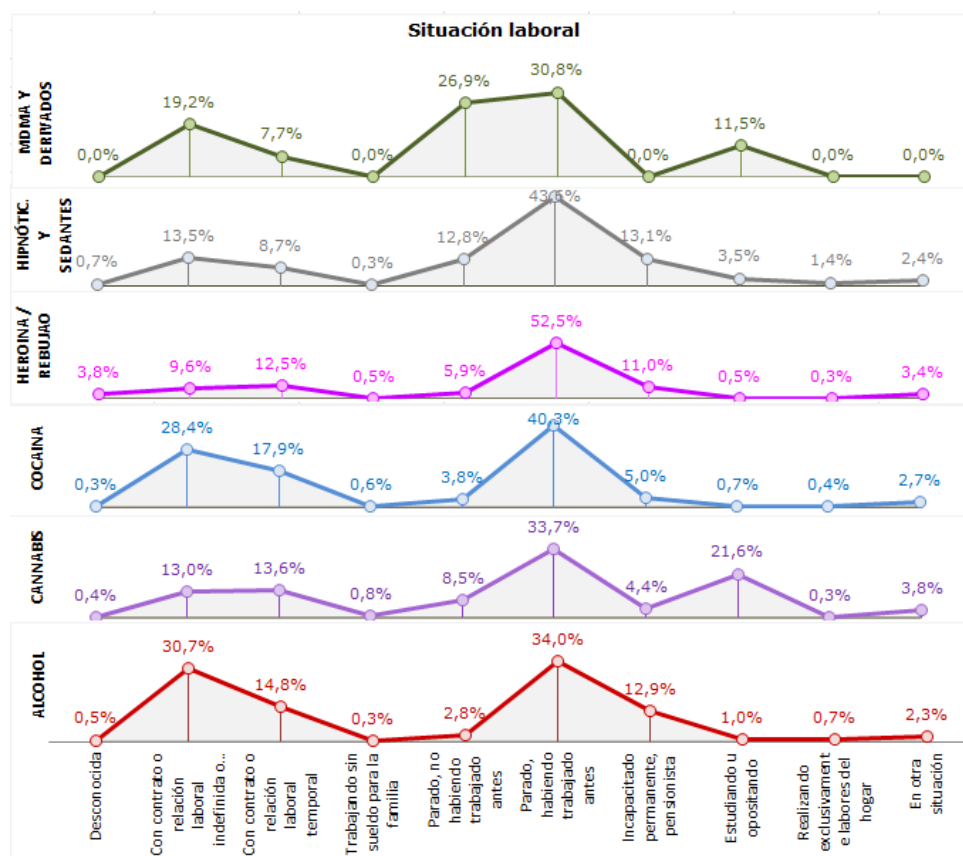 Situación laboral
MDMA Y
DERIVADOS
0,0%
19,2%
7,7%
0,0%
26,9%
30,8%
0,0%
11,5%
0,0%
0,0%
HIPNÓTIC.
Y
SEDANTES
0,7%
13,5%
8,7%
0,3%
12,8%
43,6%
13,1%
3,5%
1,4%
2,4%
HEROINA /
REBUJAO
3,8%
9,6%
12,5%
0,5%
5,9%
52,5%
11,0%
0,5%
0,3%
3,4%
COCAINA
0,3%
28,4%
17,9%
0,6%
3,8%
40,3%
5,0%
0,7%
0,4%
2,7%
CANNABIS
0,4%
13,0%
13,6%
0,8%
8,5%
33,7%
4,4%
21,6%
0,3%
3,8%
ALCOHOL
0,5%
30,7%
14,8%
0,3%
2,8%
34,0%
12,9%
1,0%
0,7%
2,3%
Desconocida
Con contrato o
relación
laboral
indefinida o...
Con contrato o
relación
laboral
temporal
Trabajando sin
sueldo para la
familia
Parado, no
habiendo
trabajado
antes
Parado,
habiendo
trabajado
antes
Incapacitado
permanente,
pensionista
Estudiando u
opositando
Realizando
exclusivament
e labores del
hogar
En otra
situación